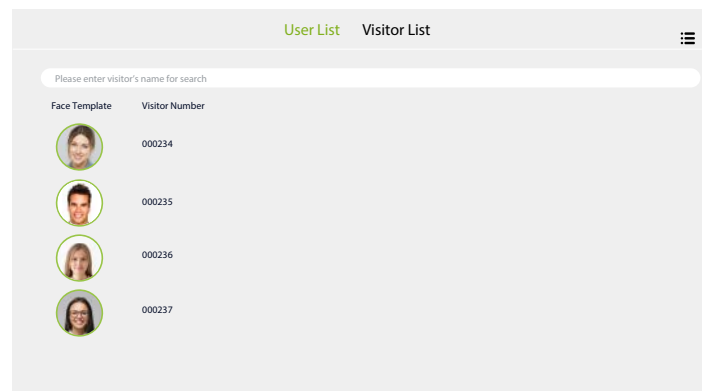 User List Visitor List
Please enter visitor's name for search
Face Template Visitor Number
000234
000235
000236
000237